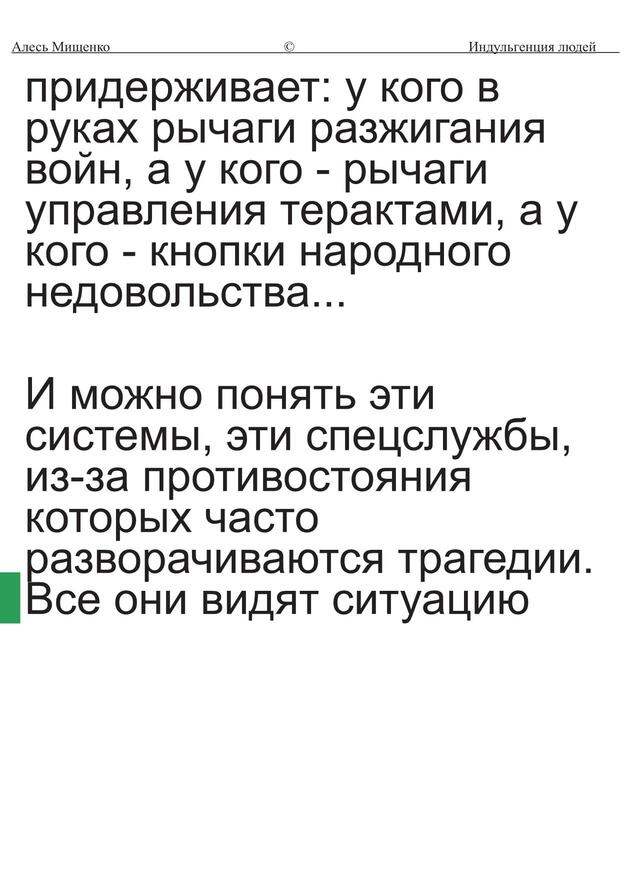 Алесь Мищенко © Индульгенция людей
придерживает: у кого в
руках рычаги разжигания
войн, а у кого - рычаги
управления терактами, а у
кого - кнопки народного
недовольства...
И можно понять эти
системы, эти спецслужбы,
из-за противостояния
которых часто
разворачиваются трагедии.
Все они видят ситуацию